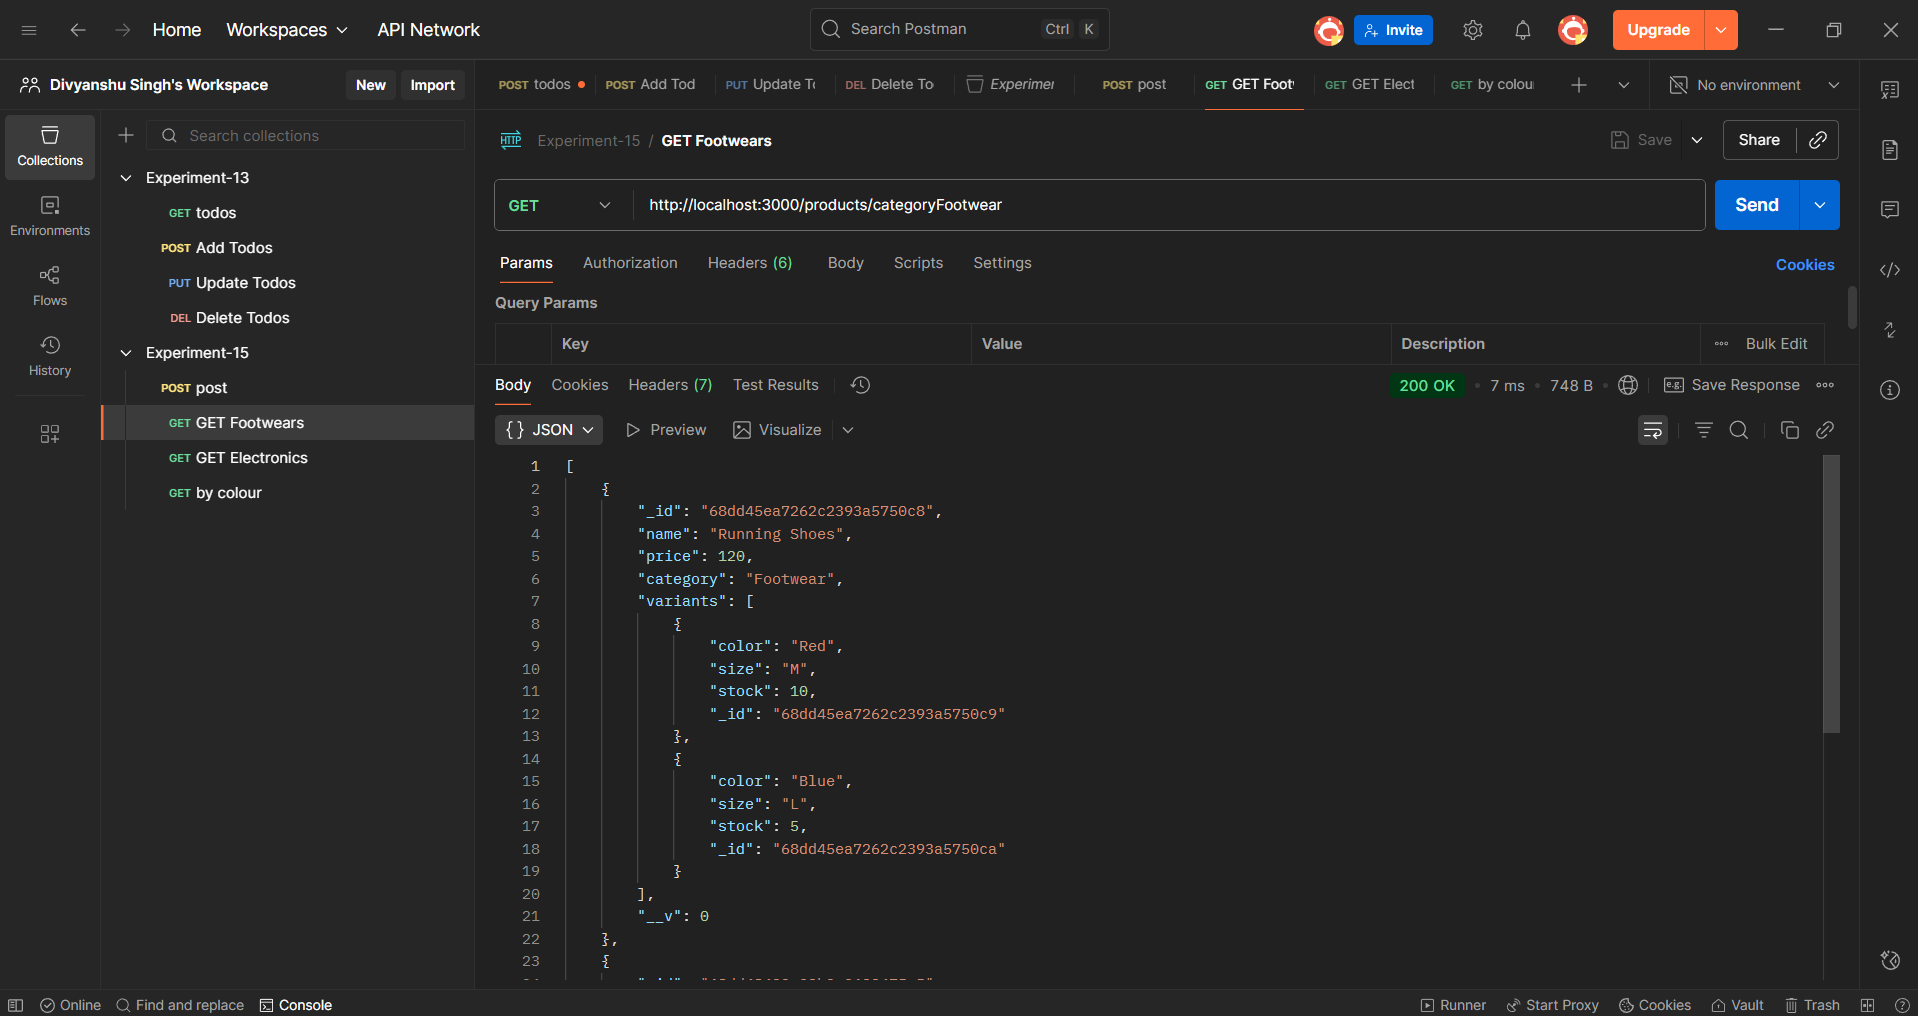 Home Workspaces API Network Search Postman Ctrl K Invite Upgrade
Divyanshu Singh's Workspace New Import POST todos POST Add Tod PUT Update To DEL Delete To Experimer POST post GET GET Foot GET GET Elect GET by colou No environment
Search collections
Collections
Environments
Flows
History
Experiment-13
GET todos
POST Add Todos
PUT Update Todos
DEL Delete Todos
Experiment-15
POST post
GET GET Footwears
GET GET Electronics
GET by colour
HTTP Experiment-15 / GET Footwears Save Share
GET http://localhost:3000/products/categoryFootwear Send
Params Authorization Headers (6) Body Scripts Settings Cookies
Query Params
Key Value Description Bulk Edit
Body Cookies Headers (7) Test Results 200 OK 7 ms 748 B e.g. Save Response
{} JSON Preview Visualize
1 [
2 {
3 "_id": "68dd45ea7262c2393a5750c8",
4 "name": "Running Shoes",
5 "price": 120,
6 "category": "Footwear",
7 "variants": [
8 {
9 "color": "Red",
10 "size": "M",
11 "stock": 10,
12 "_id": "68dd45ea7262c2393a5750c9"
13 },
14 {
15 "color": "Blue",
16 "size": "L",
17 "stock": 5,
18 "_id": "68dd45ea7262c2393a5750ca"
19 }
20 ],
21 "__v": 0
22 },
23 {
Online Find and replace Console Runner Start Proxy Cookies Vault Trash